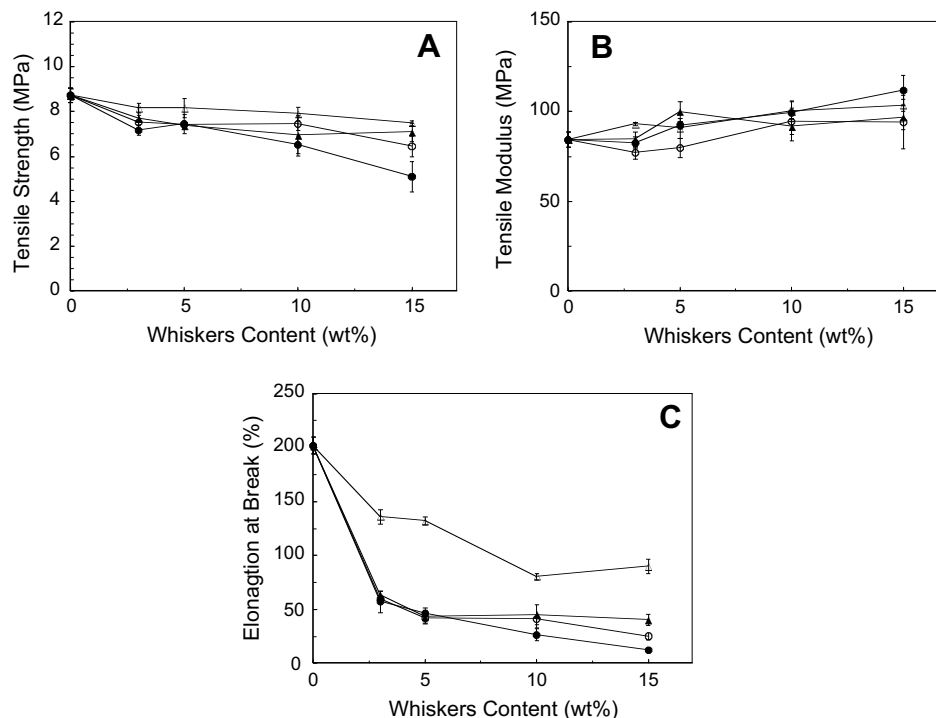 A
12
10
8
6
4
2
0
Tensile Strength (MPa)
0 5 10 15
Whiskers Content (wt%)
B
150
100
50
0
Tensile Modulus (MPa)
0 5 10 15
Whiskers Content (wt%)
C
250
200
150
100
50
0
Elonagtion at Break (%)
0 5 10 15
Whiskers Content (wt%)